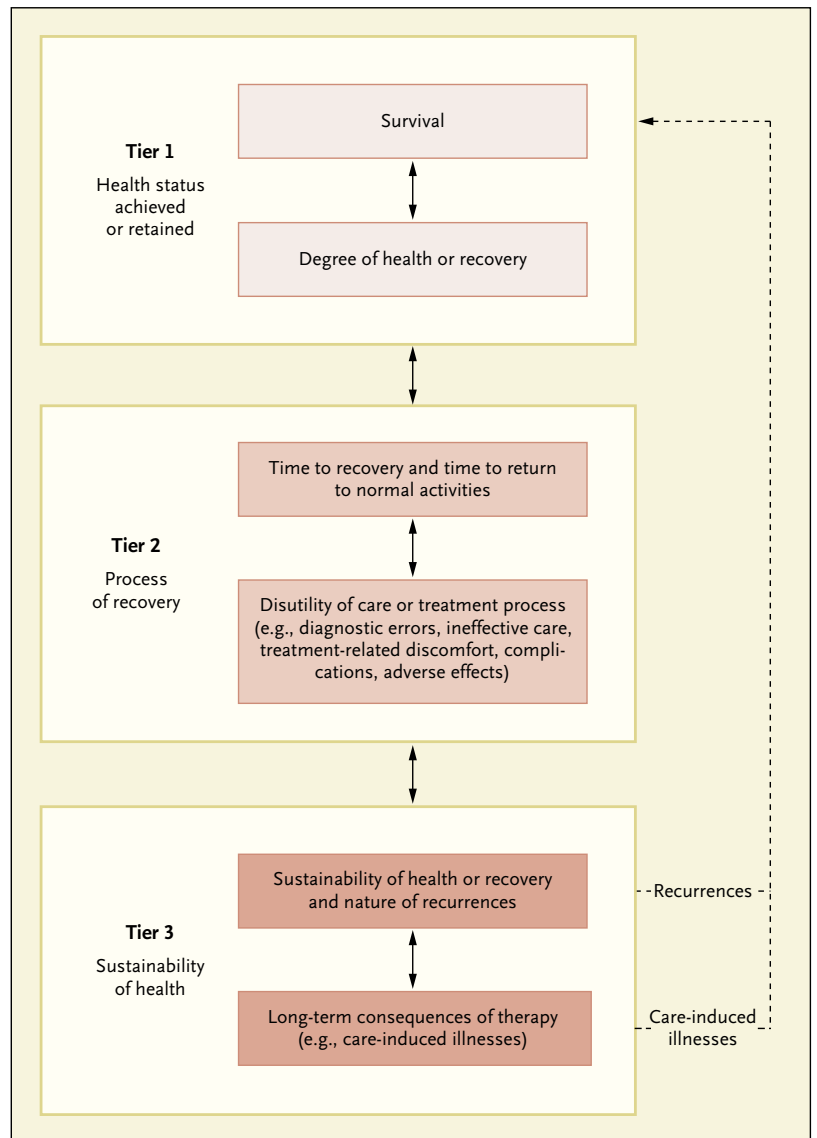 Survival
Tier 1
Health status
achieved
or retained
Degree of health or recovery
Time to recovery and time to return
to normal activities
Tier 2
Process
of recovery
Disutility of care or treatment process
(e.g., diagnostic errors, ineffective care,
treatment-related discomfort, compli-
cations, adverse effects)
Sustainability of health or recovery
and nature of recurrences
Recurrences
Tier 3
Sustainability
of health
Long-term consequences of therapy
(e.g., care-induced illnesses)
Care-induced
illnesses